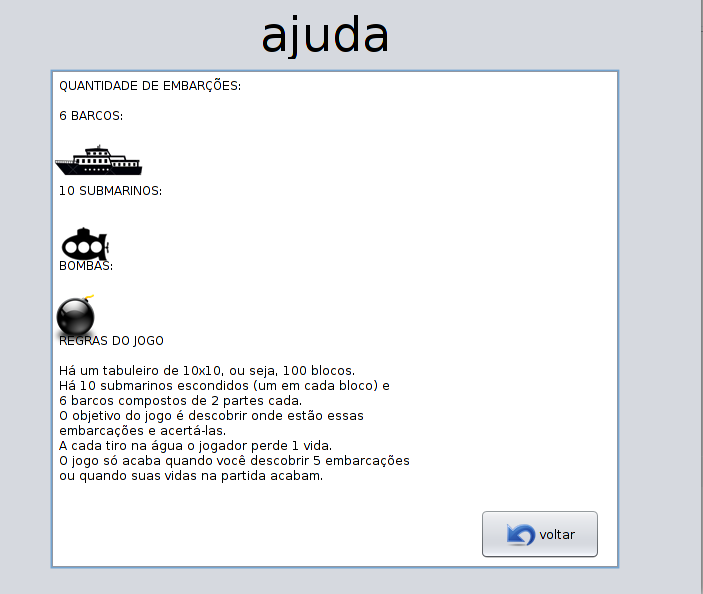 ajuda
QUANTIDADE DE EMBARÇÕES:
6 BARCOS:
10 SUBMARINOS:
BOMBAS:
REGRAS DO JOGO
Há um tabuleiro de 10x10, ou seja, 100 blocos.
Há 10 submarinos escondidos (um em cada bloco) e
6 barcos compostos de 2 partes cada.
O objetivo do jogo é descobrir onde estão essas
embarcações e acertá-las.
A cada tiro na água o jogador perde 1 vida.
O jogo só acaba quando você descobrir 5 embarcações
ou quando suas vidas na partida acabam.
voltar